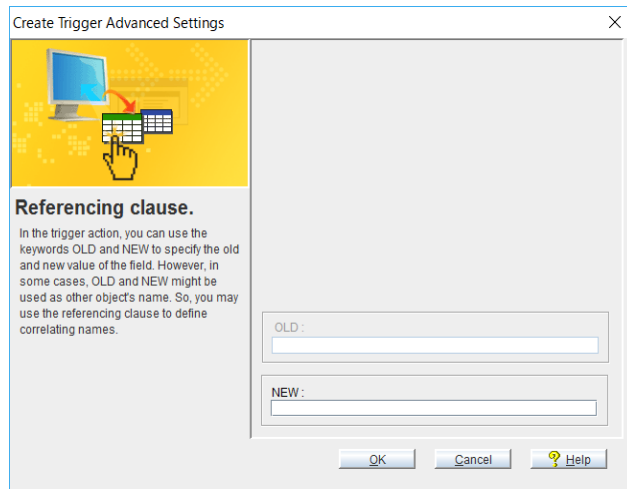 Create Trigger Advanced Settings
Referencing clause.
In the trigger action, you can use the
keywords OLD and NEW to specify the old
and new value of the field. However, in
some cases, OLD and NEW might be
used as other object's name. So, you may
use the referencing clause to define
correlating names.
OLD :
NEW :
OK Cancel Help